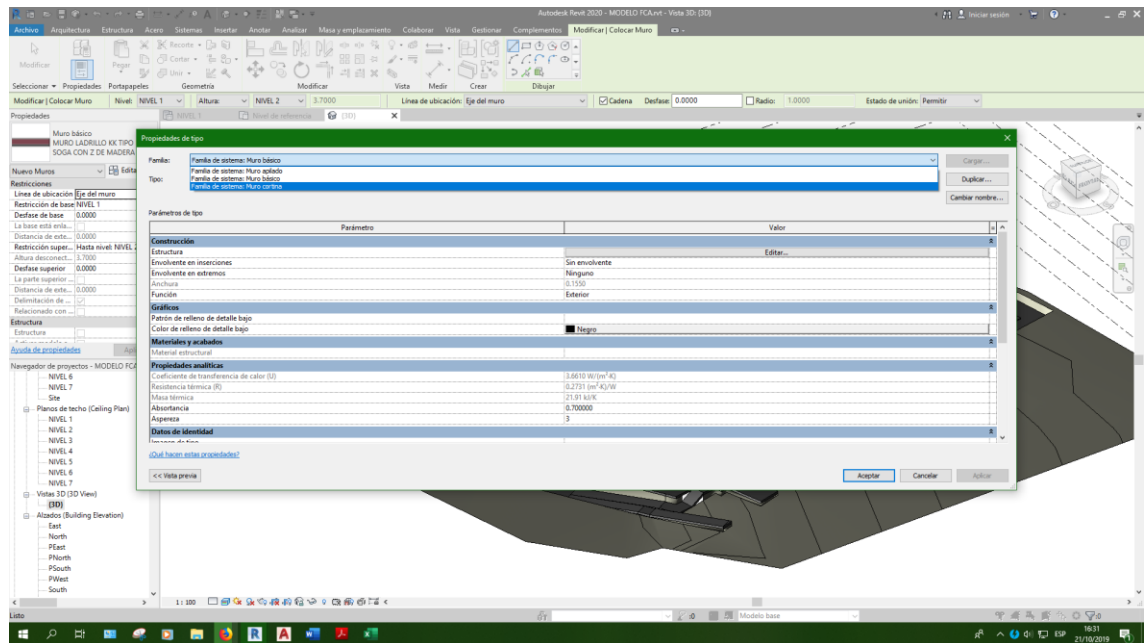 Autodesk Revit 2020 - MODELO FCA.rvt - Vista 3D: {3D}
Iniciar sesión
Archivo Arquitectura Estructura Acero Sistemas Insertar Anotar Analizar Masa y emplazamiento Colaborar Vista Gestionar Complementos Modificar | Colocar Muro
Modificar
Pegar
Recorte
Cortar
Unir
Seleccionar Propiedades Portapapeles Geometría Modificar Vista Medir Crear Dibujar
Modificar | Colocar Muro Nivel: NIVEL 1 Altura: NIVEL 2 3.7000 Línea de ubicación: Eje del muro Cadena Desfase: 0.0000 Radio: 1.0000 Estado de unión: Permitir
Propiedades
NIVEL 1 Nivel de referencia {3D}
Muro básico
MURO LADRILLO KK TIPO
SOGA CON Z DE MADERA
Nuevo Muros Edita
Restricciones
Línea de ubicación Eje del muro
Restricción de base NIVEL 1
Desfase de base 0.0000
La base está enla...
Distancia de exte... 0.0000
Restricción super... Hasta nivel: NIVEL 2
Altura desconect... 3.7000
Desfase superior 0.0000
La parte superior ...
Distancia de exte... 0.0000
Delimitación de ...
Relacionado con ...
Estructura
Estructura
Ayuda de propiedades Apli
Navegador de proyectos - MODELO FCA
NIVEL 6
NIVEL 7
Site
Planos de techo (Ceiling Plan)
NIVEL 1
NIVEL 2
NIVEL 3
NIVEL 4
NIVEL 5
NIVEL 6
NIVEL 7
Vistas 3D (3D View)
{3D}
Alzados (Building Elevation)
East
North
PEast
PNorth
PSouth
PWest
South
Propiedades de tipo
Familia: Familia de sistema: Muro básico Cargar...
Familia de sistema: Muro apilado
Tipo: Familia de sistema: Muro básico Duplicar...
Familia de sistema: Muro cortina
Cambiar nombre...
Parámetros de tipo
Parámetro Valor =
Construcción
Estructura Editar...
Envolvente en inserciones Sin envolvente
Envolvente en extremos Ninguno
Anchura 0.1550
Función Exterior
Gráficos
Patrón de relleno de detalle bajo
Color de relleno de detalle bajo Negro
Materiales y acabados
Material estructural
Propiedades analíticas
Coeficiente de transferencia de calor (U) 3.6610 W/(m²·K)
Resistencia térmica (R) 0.2731 (m²·K)/W
Masa térmica 21.91 kJ/K
Absortancia 0.700000
Aspereza 3
Datos de identidad
Imagen de tipo
¿Qué hacen estas propiedades?
<< Vista previa Aceptar Cancelar Aplicar
1 : 100
Listo :0 Modelo base :0
ESP 16:31
21/10/2019